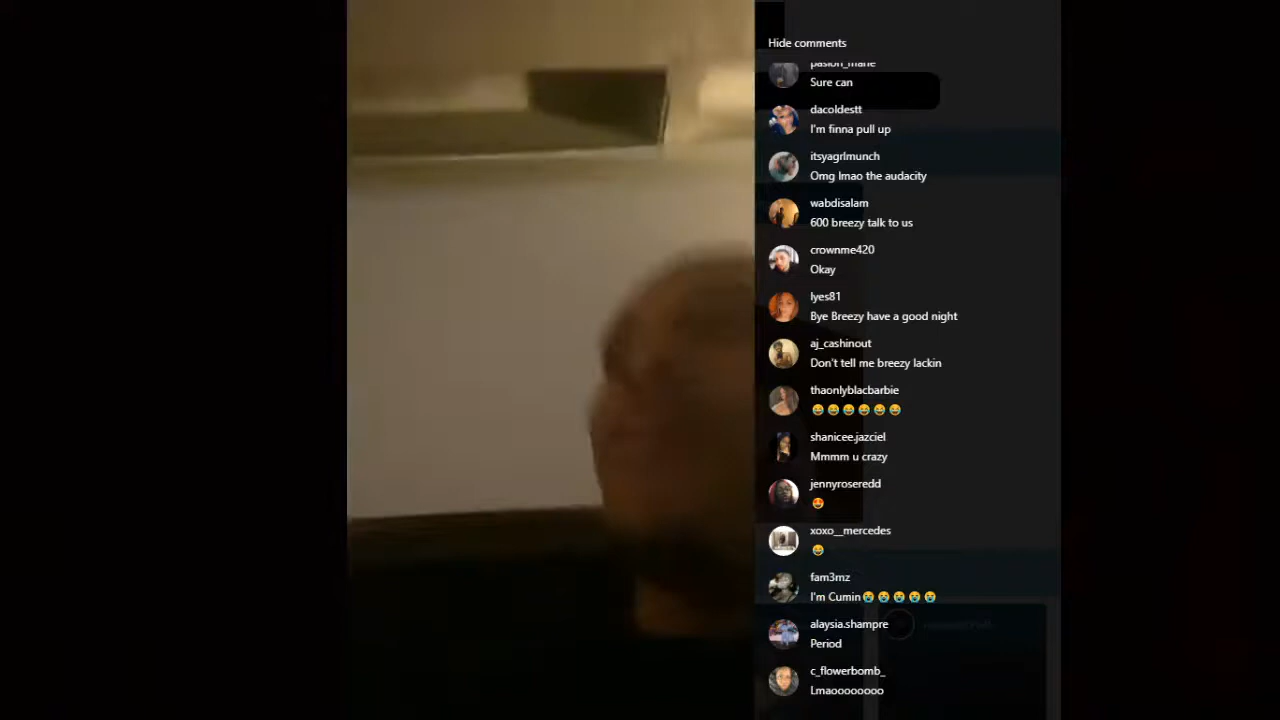 Hide comments
pasion_marie
Sure can
dacoldestt
I'm finna pull up
itsyagrlmunch
Omg lmao the audacity
wabdisalam
600 breezy talk to us
crownme420
Okay
lyes81
Bye Breezy have a good night
aj_cashinout
Don't tell me breezy lackin
thaonlyblacbarbie
😂😂😂😂😂😂
shanicee.jazciel
Mmmm u crazy
jennyroseredd
🤩
xoxo__mercedes
😂
fam3mz
I'm Cumin😭😭😭😭😭
alaysia.shampre
Period
c_flowerbomb_
Lmaoooooooo